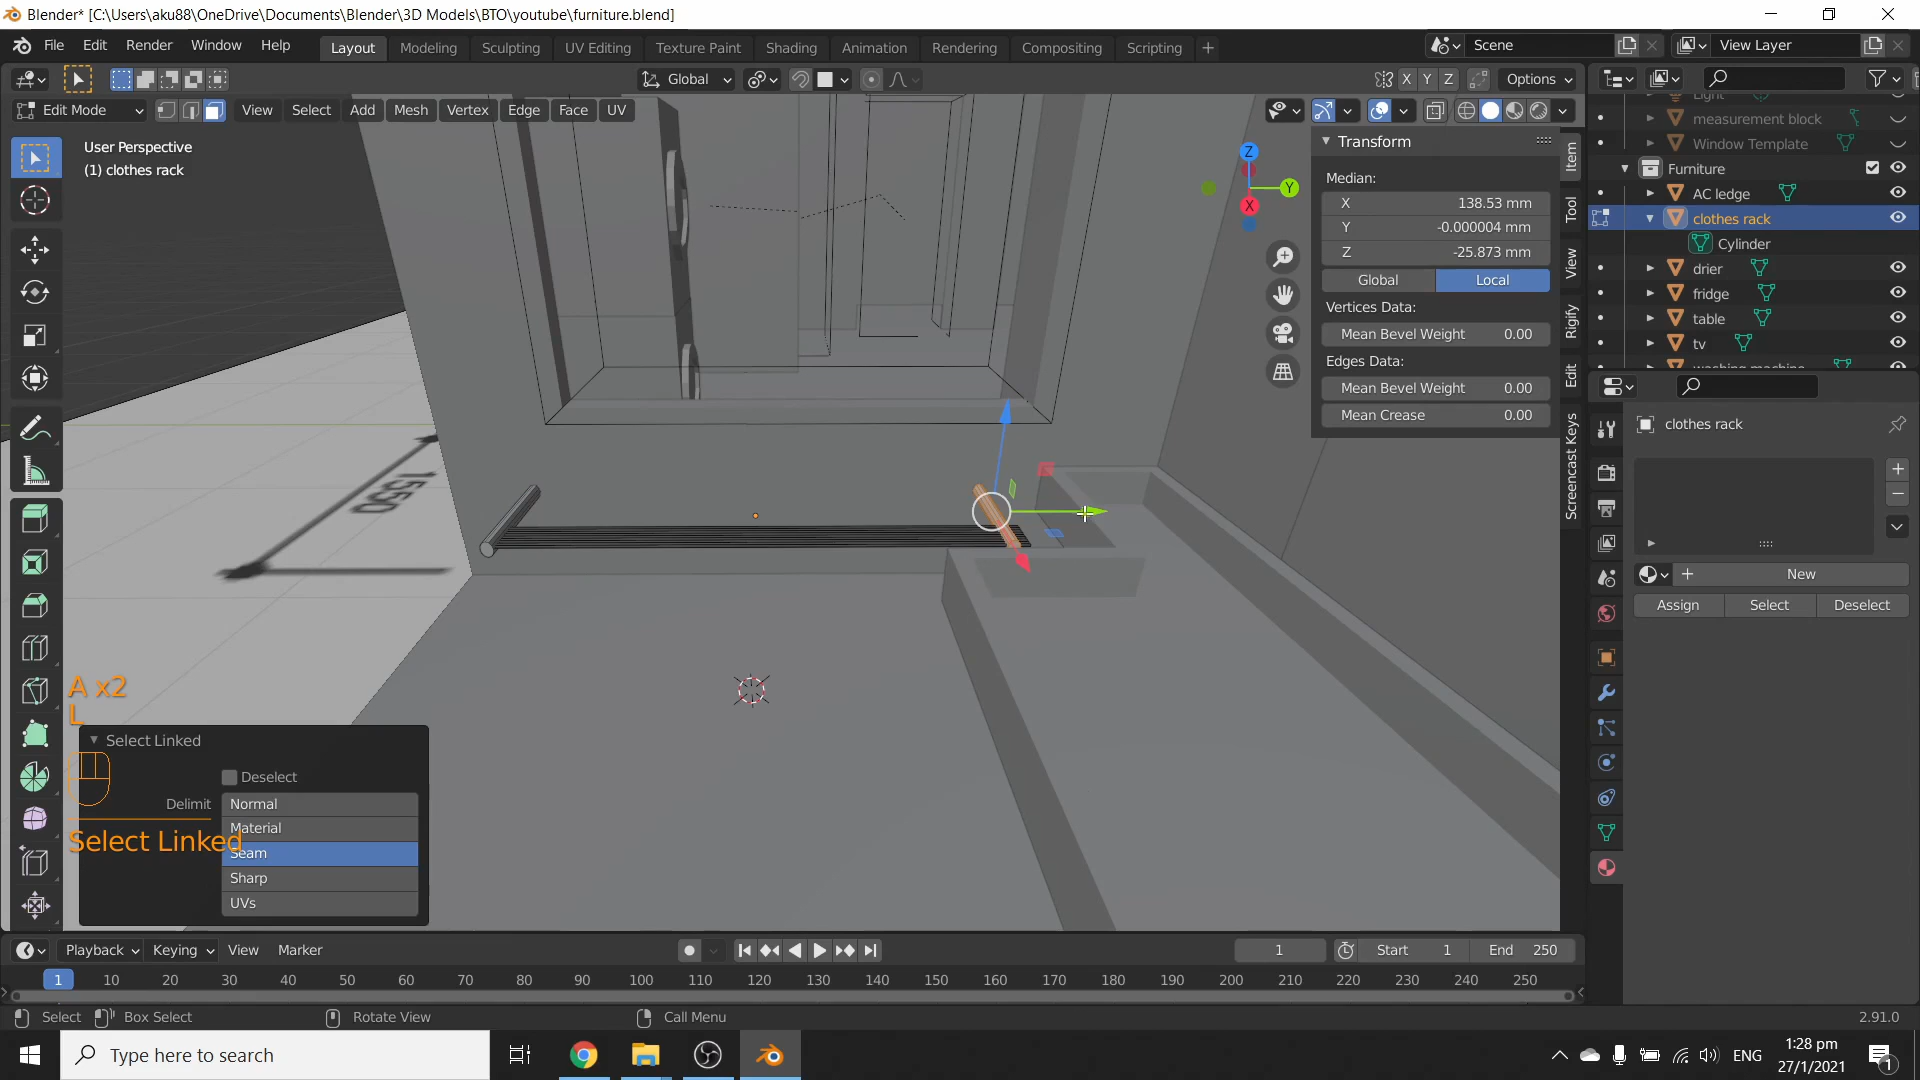 Blender* [C:\Users\aku88\OneDrive\Documents\Blender\3D Models\BTO\youtube\furniture.blend]
File Edit Render Window Help
Layout Modeling Sculpting UV Editing Texture Paint Shading Animation Rendering Compositing Scripting +
Scene
View Layer
Global
X Y Z
Options
Edit Mode
View Select Add Mesh Vertex Edge Face UV
User Perspective
(1) clothes rack
Z
Y
X
Transform
Median:
X 138.53 mm
Y -0.000004 mm
Z -25.873 mm
Global Local
Vertices Data:
Mean Bevel Weight 0.00
Edges Data:
Mean Bevel Weight 0.00
Mean Crease 0.00
Item
Tool
View
Rigify
Edit
Screencast Keys
Light
measurement block
Window Template
Furniture
AC ledge
clothes rack
Cylinder
drier
fridge
table
tv
washing machine
clothes rack
New
Assign Select Deselect
1550
A x2
L
Select Linked
Deselect
Delimit
Normal
Material
Select Linked
Seam
Sharp
UVs
Playback Keying View Marker
1
Start 1
End 250
1 10 20 30 40 50 60 70 80 90 100 110 120 130 140 150 160 170 180 190 200 210 220 230 240 250
Select Box Select Rotate View Call Menu
2.91.0
Type here to search
ENG
1:28 pm
27/1/2021
1